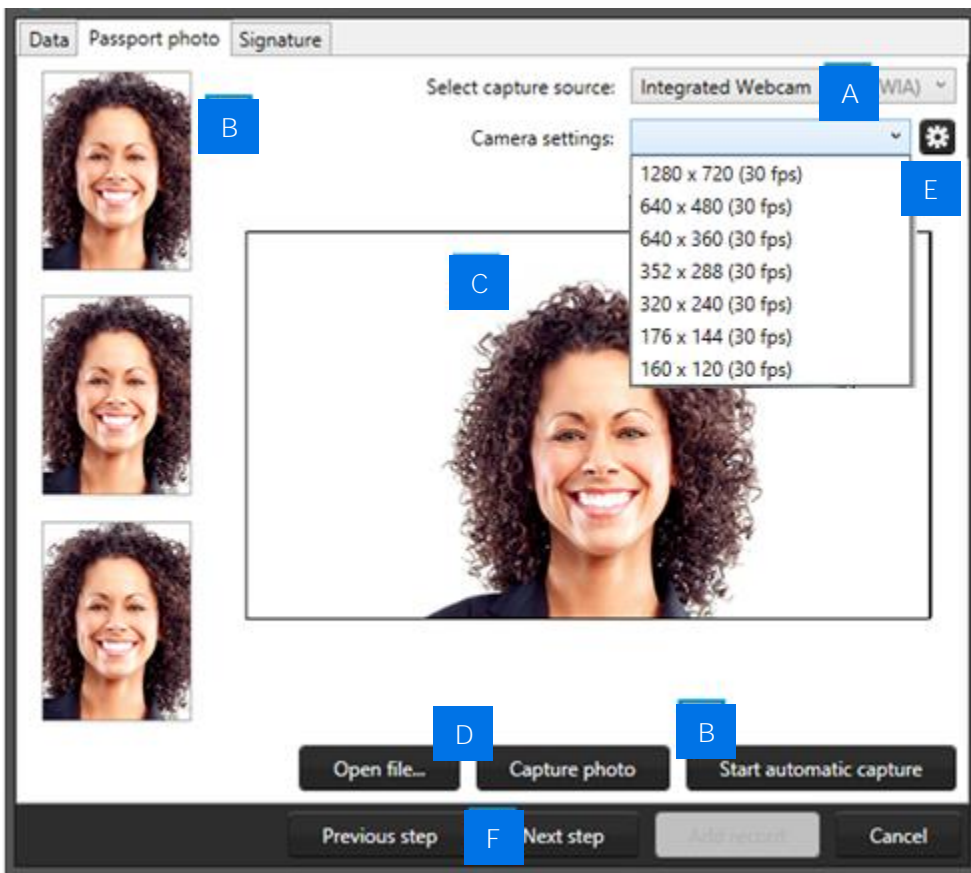 Data Passport photo Signature
Select capture source: Integrated Webcam A WIA)
B
Camera settings:
E
1280 x 720 (30 fps)
640 x 480 (30 fps)
640 x 360 (30 fps)
352 x 288 (30 fps)
320 x 240 (30 fps)
176 x 144 (30 fps)
160 x 120 (30 fps)
C
D B
Open file... Capture photo Start automatic capture
Previous step F Next step Add record Cancel